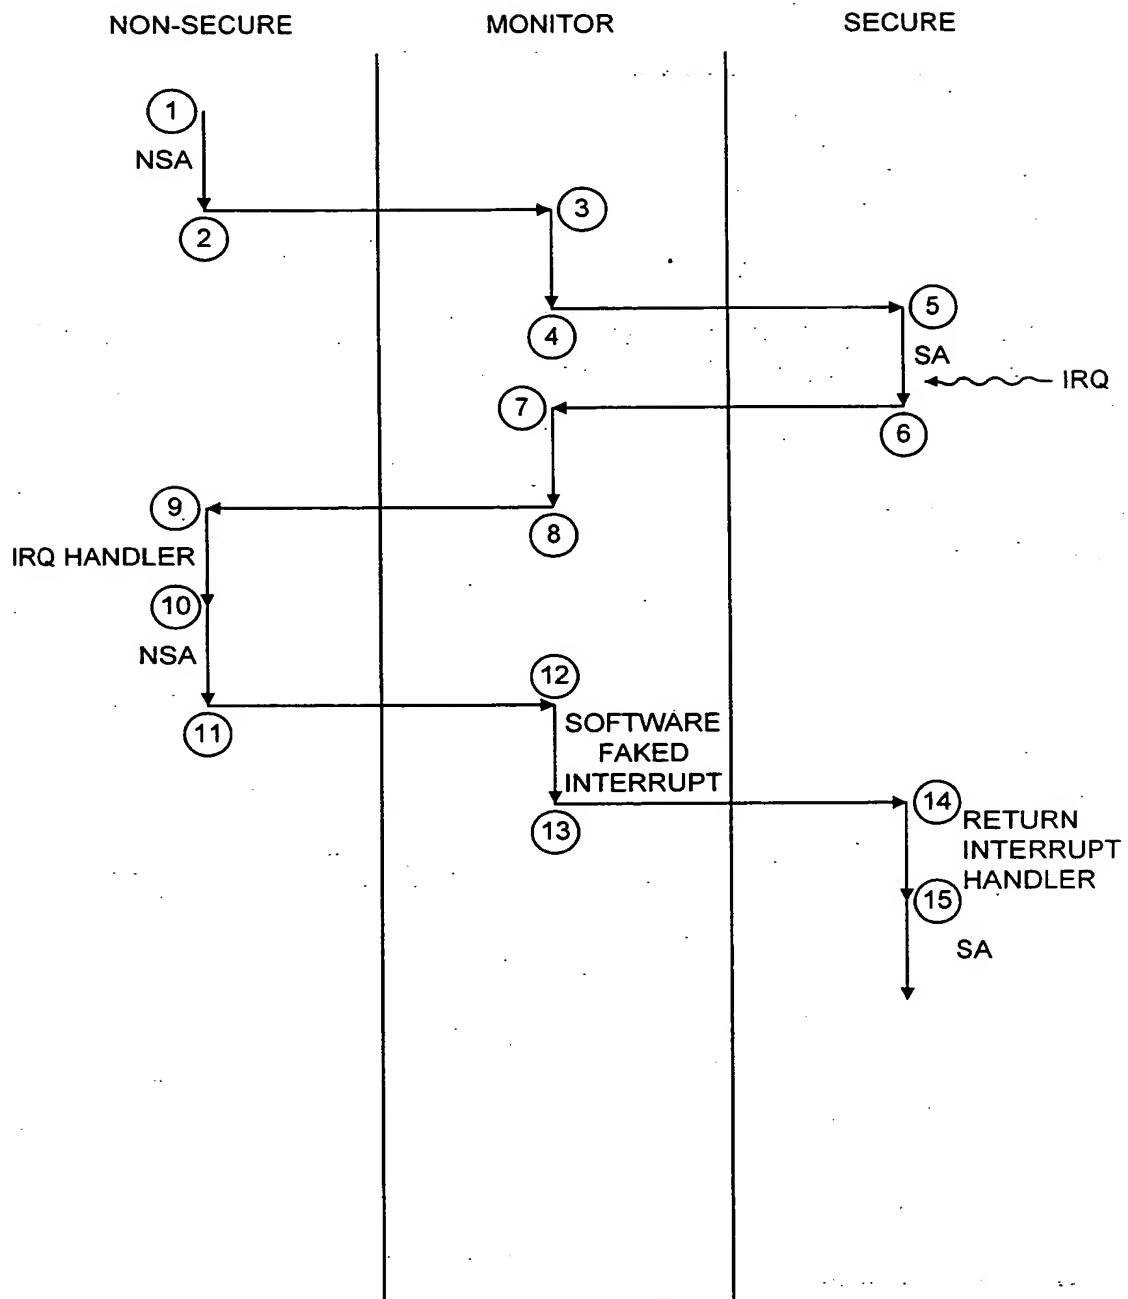 NON-SECURE
MONITOR
SECURE
1
NSA
2
3
4
5
SA
IRQ
6
7
8
9
IRQ HANDLER
10
NSA
11
12
SOFTWARE
FAKED
INTERRUPT
13
14
RETURN
INTERRUPT
HANDLER
15
SA